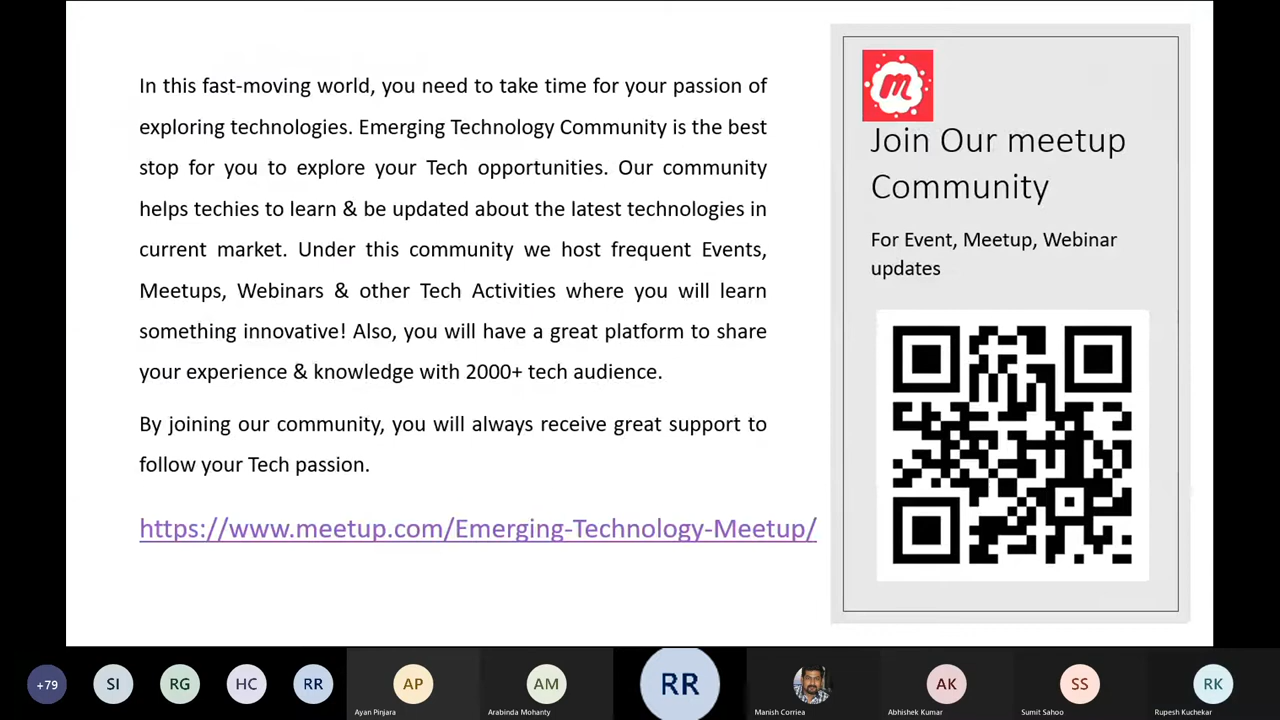 In this fast-moving world, you need to take time for your passion of
exploring technologies. Emerging Technology Community is the best
stop for you to explore your Tech opportunities. Our community
helps techies to learn & be updated about the latest technologies in
current market. Under this community we host frequent Events,
Meetups, Webinars & other Tech Activities where you will learn
something innovative! Also, you will have a great platform to share
your experience & knowledge with 2000+ tech audience.
By joining our community, you will always receive great support to
follow your Tech passion.
https://www.meetup.com/Emerging-Technology-Meetup/
m
Join Our meetup
Community
For Event, Meetup, Webinar
updates
+79
SI
RG
HC
RR
AP
Ayan Pinjara
AM
Arabinda Mohanty
RR
Manish Corriea
AK
Abhishek Kumar
SS
Sumit Sahoo
RK
Rupesh Kuchekar